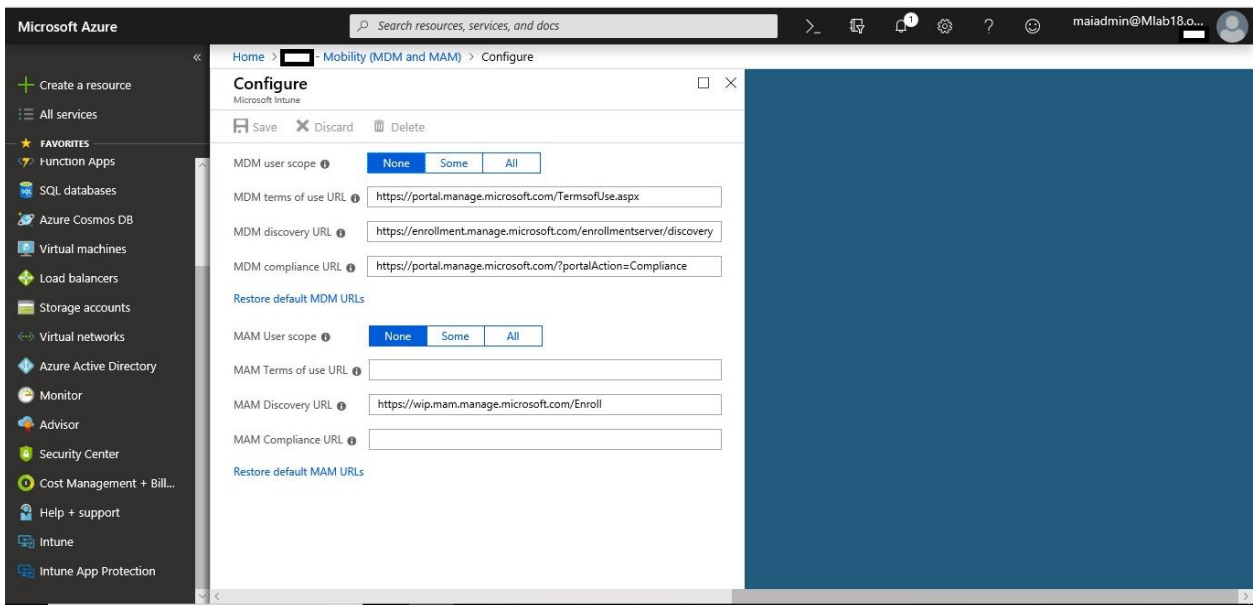 Microsoft Azure
Search resources, services, and docs
1
maiadmin@Mlab18.o...
Home > - Mobility (MDM and MAM) > Configure
Create a resource
All services
FAVORITES
Function Apps
SQL databases
Azure Cosmos DB
Virtual machines
Load balancers
Storage accounts
Virtual networks
Azure Active Directory
Monitor
Advisor
Security Center
Cost Management + Bill...
Help + support
Intune
Intune App Protection
Configure
Microsoft Intune
Save Discard Delete
MDM user scope None Some All
MDM terms of use URL https://portal.manage.microsoft.com/TermsofUse.aspx
MDM discovery URL https://enrollment.manage.microsoft.com/enrollmentserver/discovery
MDM compliance URL https://portal.manage.microsoft.com/?portalAction=Compliance
Restore default MDM URLs
MAM User scope None Some All
MAM Terms of use URL
MAM Discovery URL https://wip.mam.manage.microsoft.com/Enroll
MAM Compliance URL
Restore default MAM URLs